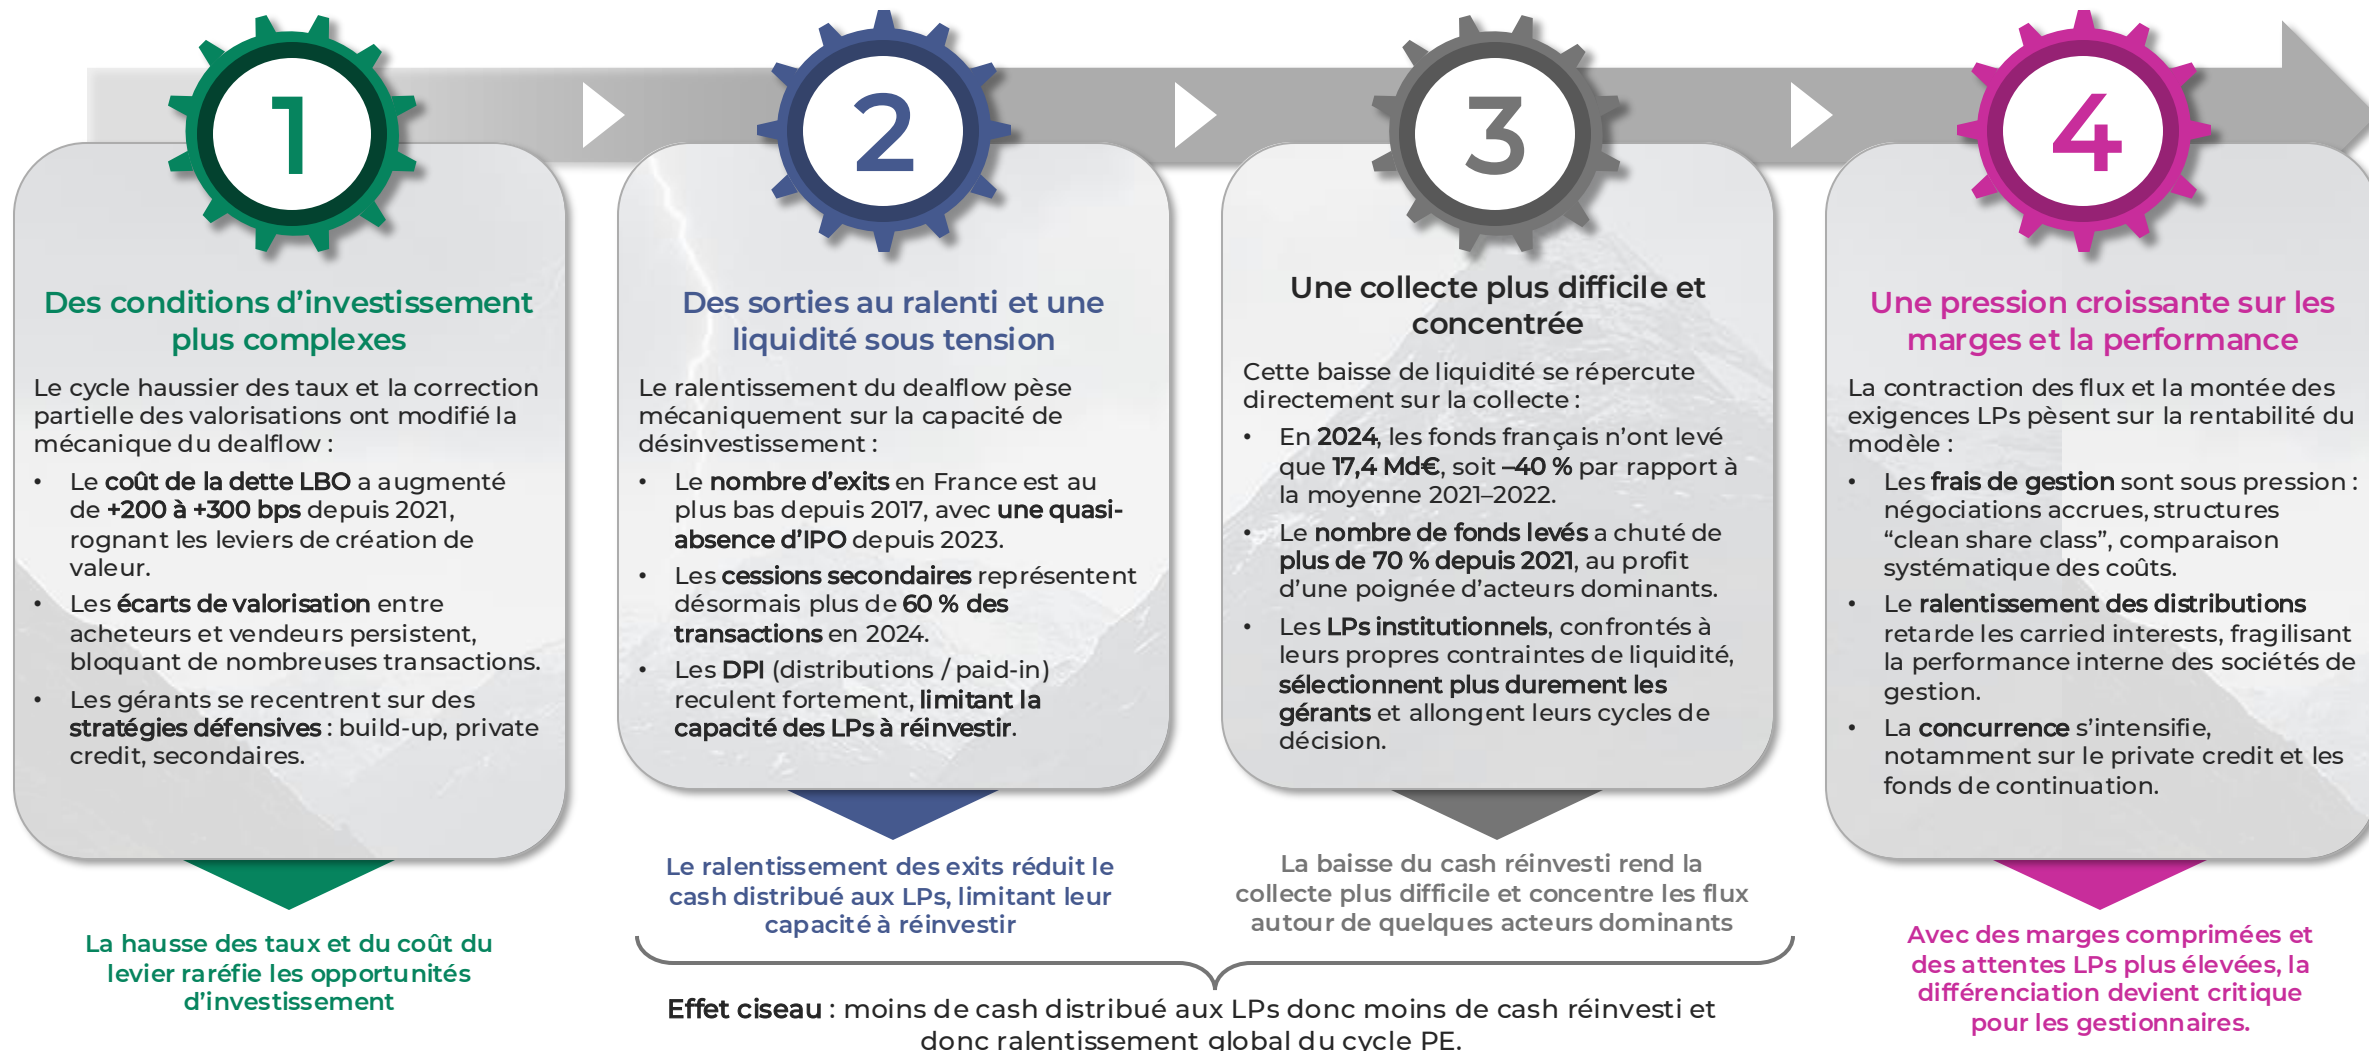 1
Des conditions d’investissement
plus complexes
Le cycle haussier des taux et la correction
partielle des valorisations ont modifié la
mécanique du dealflow :
• Le coût de la dette LBO a augmenté
de +200 à +300 bps depuis 2021,
rognant les leviers de création de
valeur.
• Les écarts de valorisation entre
acheteurs et vendeurs persistent,
bloquant de nombreuses transactions.
• Les gérants se recentrent sur des
stratégies défensives : build-up, private
credit, secondaires.
La hausse des taux et du coût du
levier raréfie les opportunités
d’investissement
2
Des sorties au ralenti et une
liquidité sous tension
Le ralentissement du dealflow pèse
mécaniquement sur la capacité de
désinvestissement :
• Le nombre d’exits en France est au
plus bas depuis 2017, avec une quasi-
absence d’IPO depuis 2023.
• Les cessions secondaires représentent
désormais plus de 60 % des
transactions en 2024.
• Les DPI (distributions / paid-in)
reculent fortement, limitant la
capacité des LPs à réinvestir.
Le ralentissement des exits réduit le
cash distribué aux LPs, limitant leur
capacité à réinvestir
3
Une collecte plus difficile et
concentrée
Cette baisse de liquidité se répercute
directement sur la collecte :
• En 2024, les fonds français n’ont levé
que 17,4 Md€, soit –40 % par rapport à
la moyenne 2021–2022.
• Le nombre de fonds levés a chuté de
plus de 70 % depuis 2021, au profit
d’une poignée d’acteurs dominants.
• Les LPs institutionnels, confrontés à
leurs propres contraintes de liquidité,
sélectionnent plus durement les
gérants et allongent leurs cycles de
décision.
La baisse du cash réinvesti rend la
collecte plus difficile et concentre les flux
autour de quelques acteurs dominants
Effet ciseau : moins de cash distribué aux LPs donc moins de cash réinvesti et
donc ralentissement global du cycle PE.
4
Une pression croissante sur les
marges et la performance
La contraction des flux et la montée des
exigences LPs pèsent sur la rentabilité du
modèle :
• Les frais de gestion sont sous pression :
négociations accrues, structures
“clean share class”, comparaison
systématique des coûts.
• Le ralentissement des distributions
retarde les carried interests, fragilisant
la performance interne des sociétés de
gestion.
• La concurrence s’intensifie,
notamment sur le private credit et les
fonds de continuation.
Avec des marges comprimées et
des attentes LPs plus élevées, la
différenciation devient critique
pour les gestionnaires.